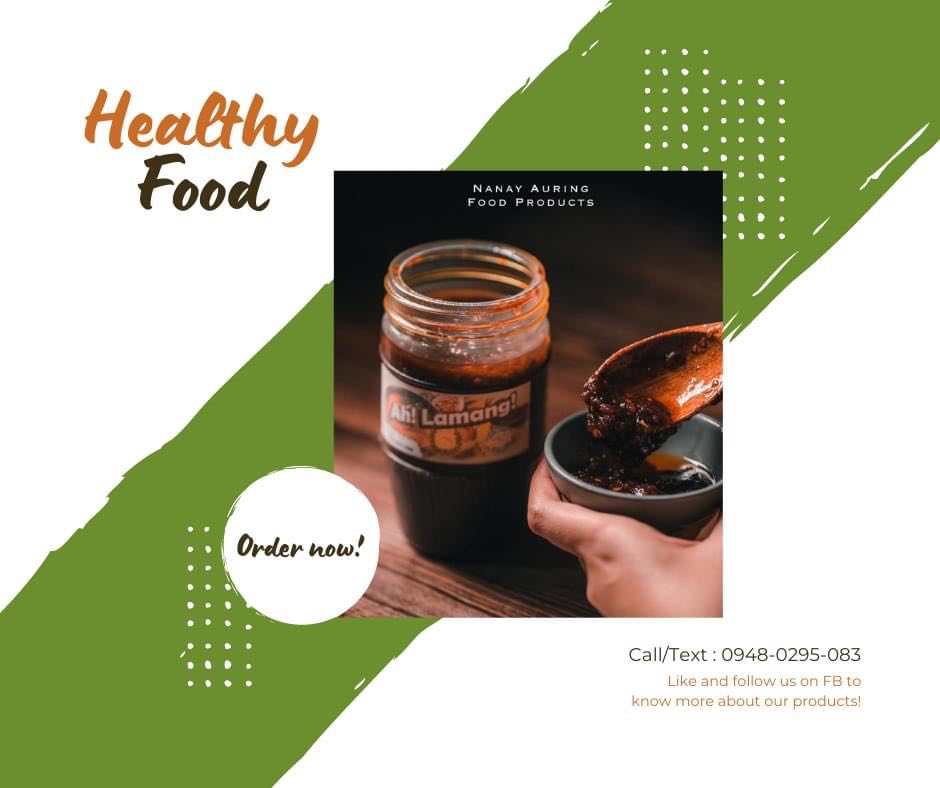 Healthy
Food
NANAY AURING
FOOD PRODUCTS
Ah! Lamang!
Order now!
Call/Text : 0948-0295-083
Like and follow us on FB to
know more about our products!